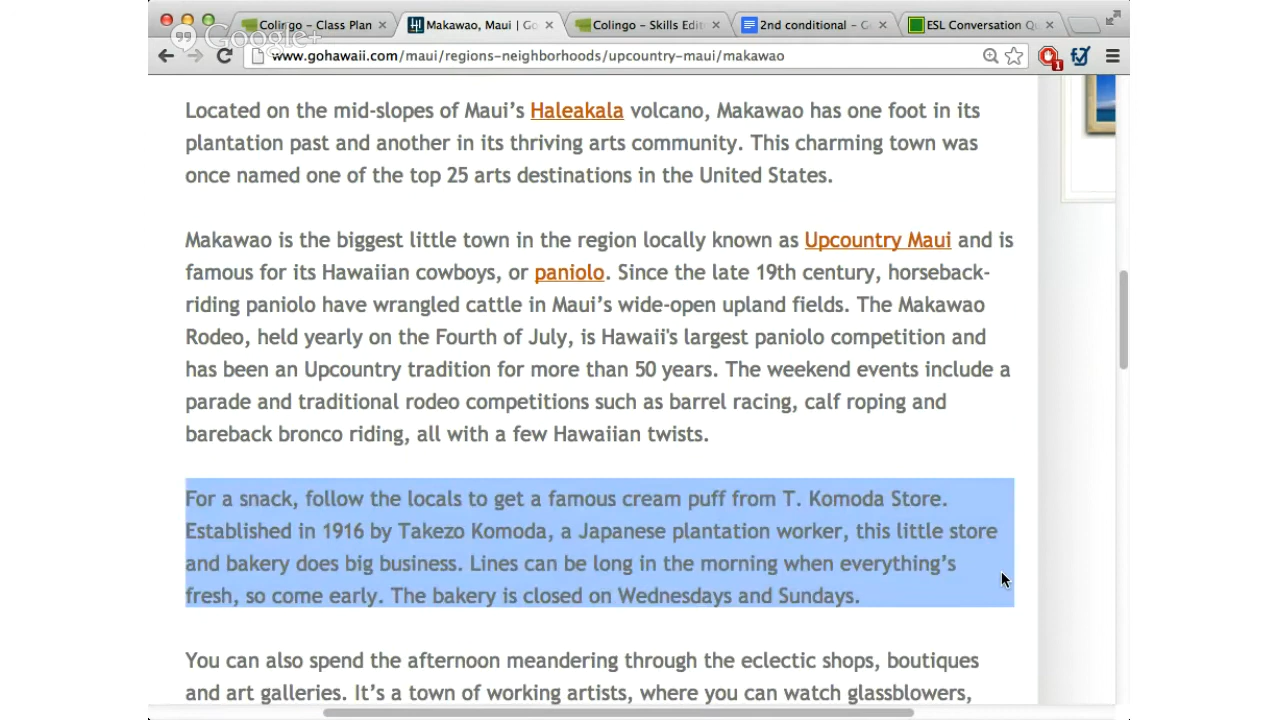 Colingo – Class Plan
Makawao, Maui | Go
Colingo – Skills Edit
2nd conditional – G
ESL Conversation Qu
Google+
www.gohawaii.com/maui/regions-neighborhoods/upcountry-maui/makawao
1
Located on the mid-slopes of Maui’s Haleakala volcano, Makawao has one foot in its
plantation past and another in its thriving arts community. This charming town was
once named one of the top 25 arts destinations in the United States.
Makawao is the biggest little town in the region locally known as Upcountry Maui and is
famous for its Hawaiian cowboys, or paniolo. Since the late 19th century, horseback-
riding paniolo have wrangled cattle in Maui’s wide-open upland fields. The Makawao
Rodeo, held yearly on the Fourth of July, is Hawaii's largest paniolo competition and
has been an Upcountry tradition for more than 50 years. The weekend events include a
parade and traditional rodeo competitions such as barrel racing, calf roping and
bareback bronco riding, all with a few Hawaiian twists.
For a snack, follow the locals to get a famous cream puff from T. Komoda Store.
Established in 1916 by Takezo Komoda, a Japanese plantation worker, this little store
and bakery does big business. Lines can be long in the morning when everything’s
fresh, so come early. The bakery is closed on Wednesdays and Sundays.
You can also spend the afternoon meandering through the eclectic shops, boutiques
and art galleries. It’s a town of working artists, where you can watch glassblowers,